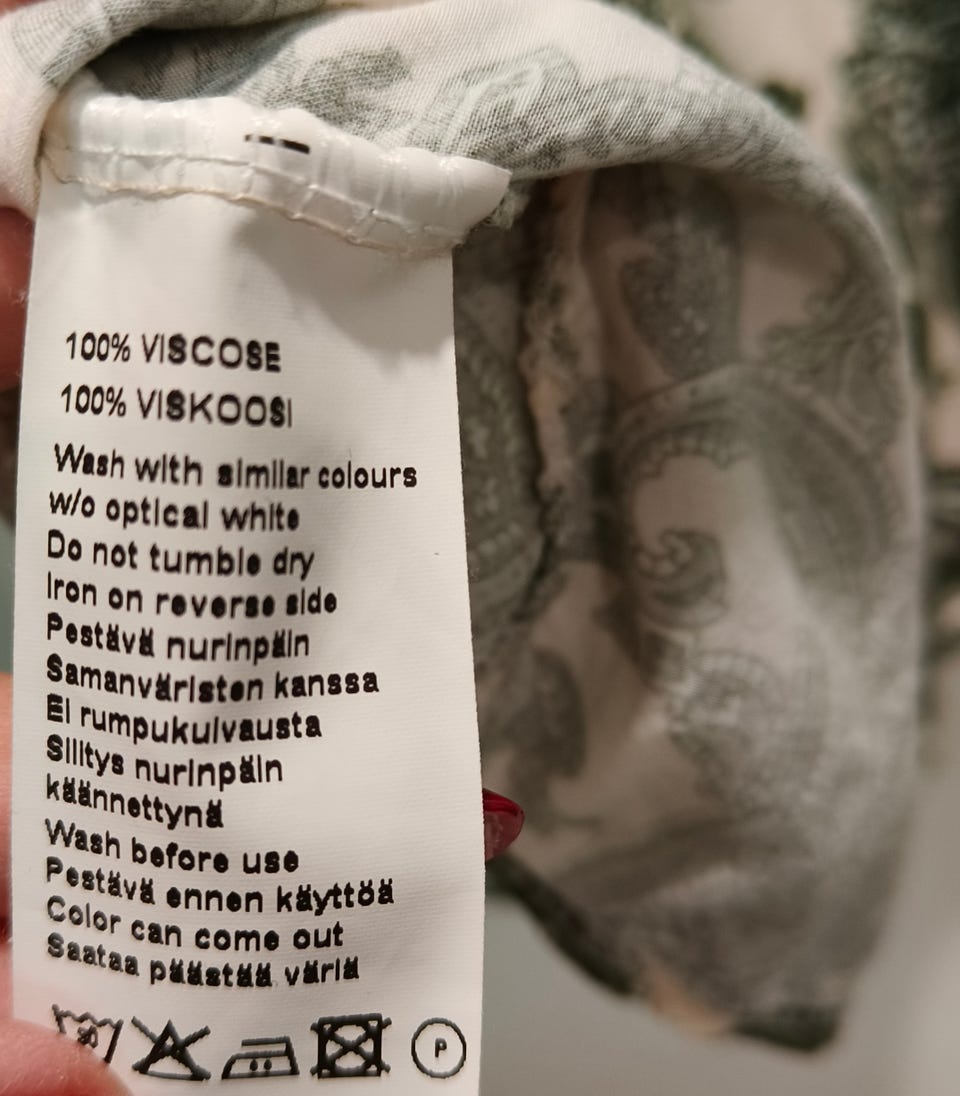 100% VISCOSE
100% VISKOOSI
Wash with similar colours
w/o optical white
Do not tumble dry
Iron on reverse side
Pestävä nurinpäin
Samanväristen kanssa
Ei rumpukuivausta
Silitys nurinpäin
käännettynä
Wash before use
Pestävä ennen käyttöä
Color can come out
Saataa päästää väriä
30 P